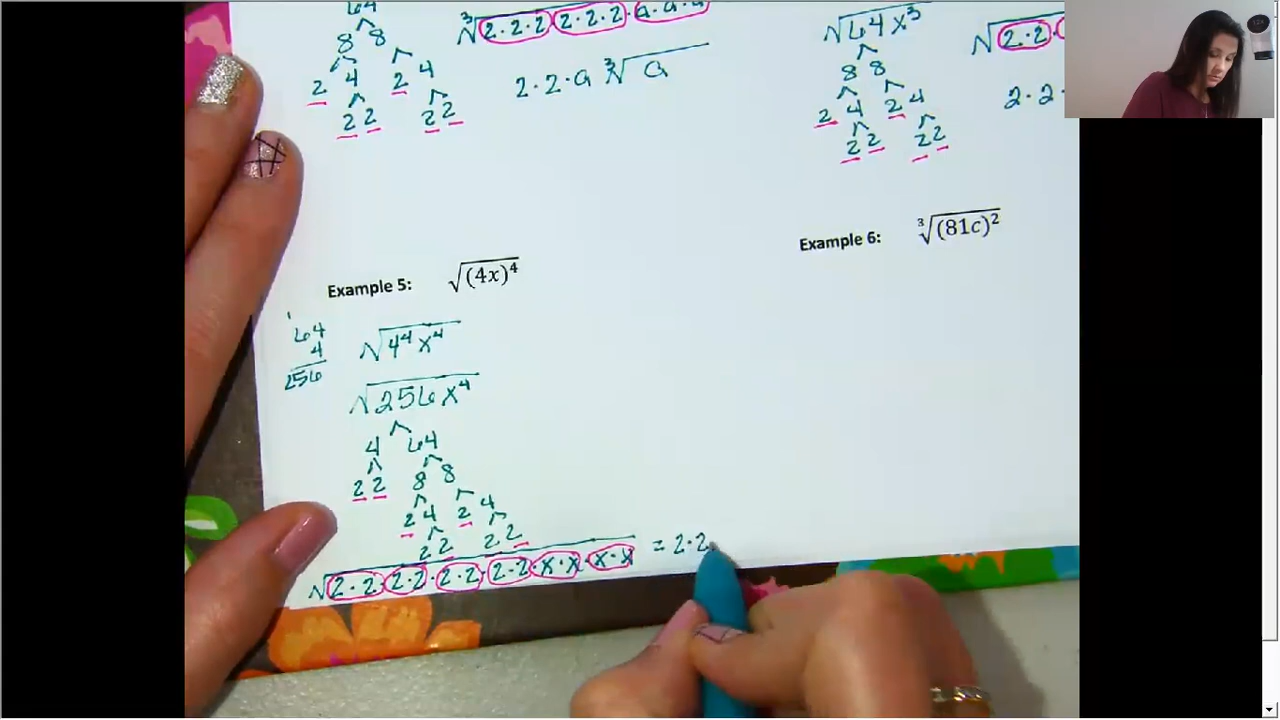 64
8 8
2 4 2 4
2 2 2 2
∛2·2·2·2·2·2·a·a·a
2·2·a ∛a
√64x³
8 8
2 4 2 4
2 2 2 2
√2·2
2·2·
Example 5: √(4x)⁴
Example 6: ∛(81c)²
1
64
4
256
√4⁴x⁴
√256x⁴
4 64
2 2 8 8
2 4 2 4
2 2 2 2
√2·2·2·2·2·2·2·2·x·x·x·x = 2·2